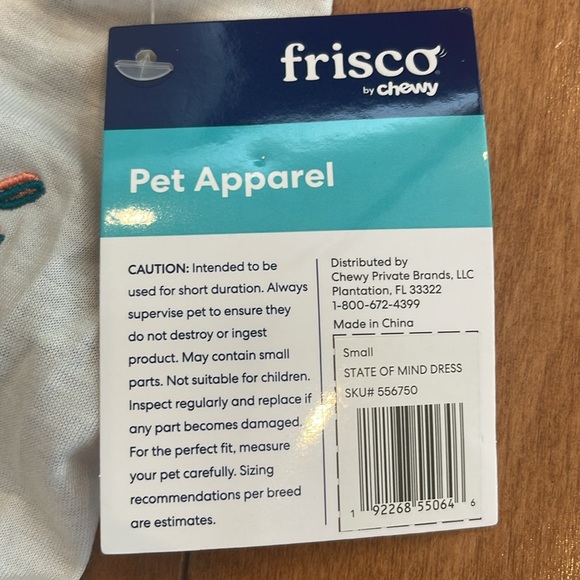 frisco
by chewy
Pet Apparel
CAUTION: Intended to be
used for short duration. Always
supervise pet to ensure they
do not destroy or ingest
product. May contain small
parts. Not suitable for children.
Inspect regularly and replace if
any part becomes damaged.
For the perfect fit, measure
your pet carefully. Sizing
recommendations per breed
are estimates.
Distributed by
Chewy Private Brands, LLC
Plantation, FL 33322
1-800-672-4399
Made in China
Small
STATE OF MIND DRESS
SKU# 556750
1 92268 55064 6